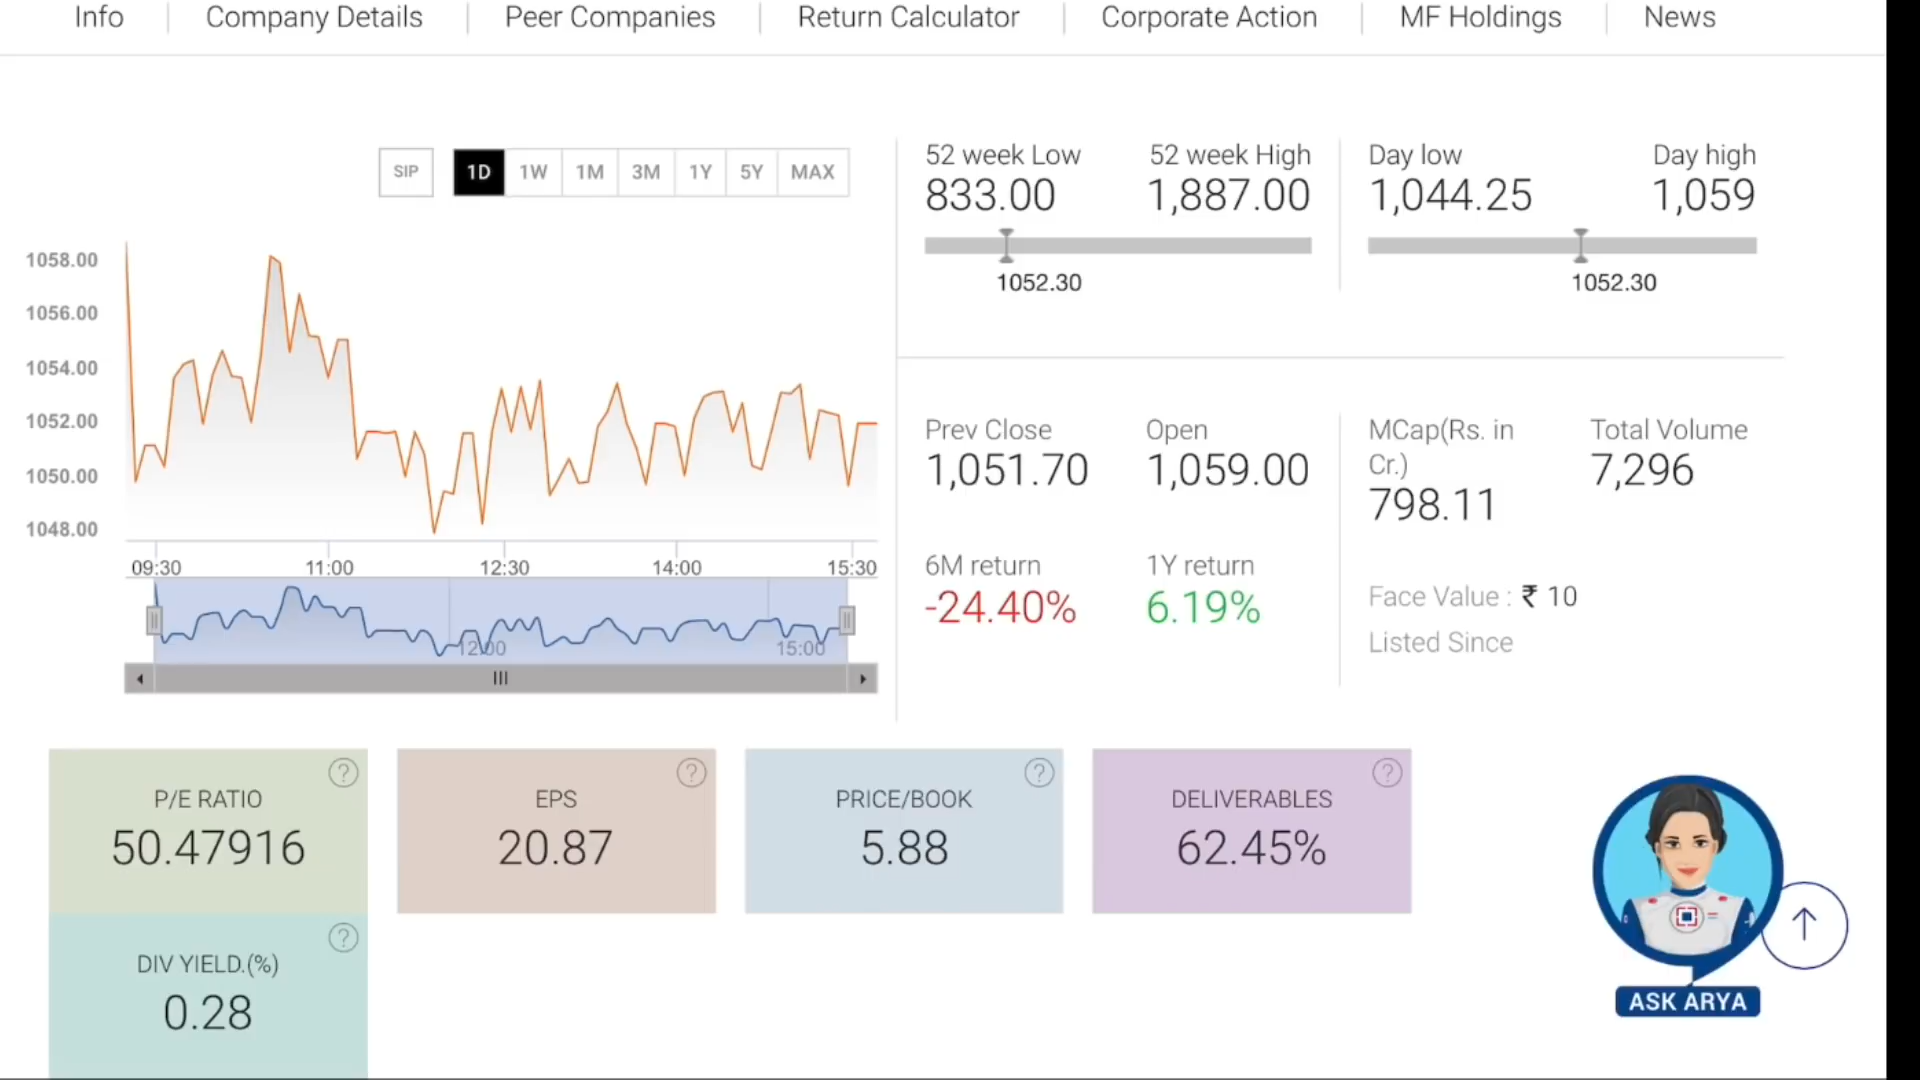 Info
Company Details
Peer Companies
Return Calculator
Corporate Action
MF Holdings
News
SIP
1D
1W
1M
3M
1Y
5Y
MAX
1058.00
1056.00
1054.00
1052.00
1050.00
1048.00
09:30
11:00
12:30
14:00
15:30
12:00
15:00
52 week Low
833.00
52 week High
1,887.00
1052.30
Day low
1,044.25
Day high
1,059
1052.30
Prev Close
1,051.70
Open
1,059.00
MCap(Rs. in
Cr.)
798.11
Total Volume
7,296
6M return
-24.40%
1Y return
6.19%
Face Value : ₹ 10
Listed Since
?
P/E RATIO
50.47916
?
EPS
20.87
?
PRICE/BOOK
5.88
?
DELIVERABLES
62.45%
?
DIV YIELD.(%)
0.28
ASK ARYA